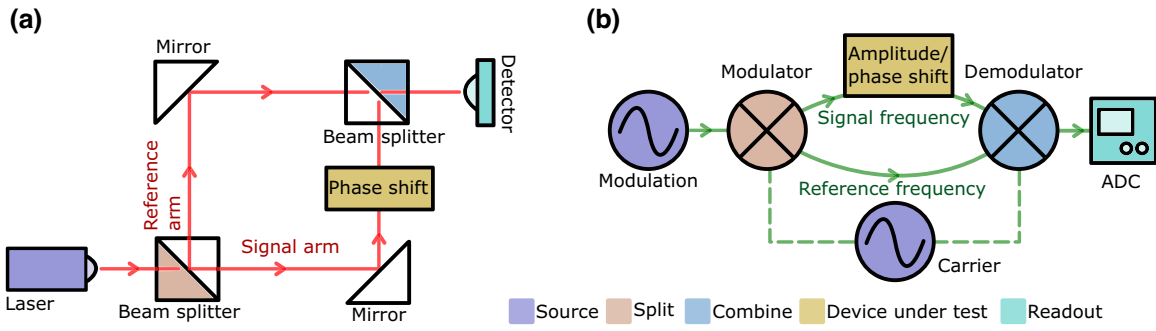 (a)
Mirror
Beam splitter
Detector
Reference
arm
Phase shift
Signal arm
Laser
Beam splitter
Mirror
(b)
Modulator
Amplitude/
phase shift
Demodulator
Signal frequency
Modulation
Reference frequency
ADC
Carrier
Source
Split
Combine
Device under test
Readout